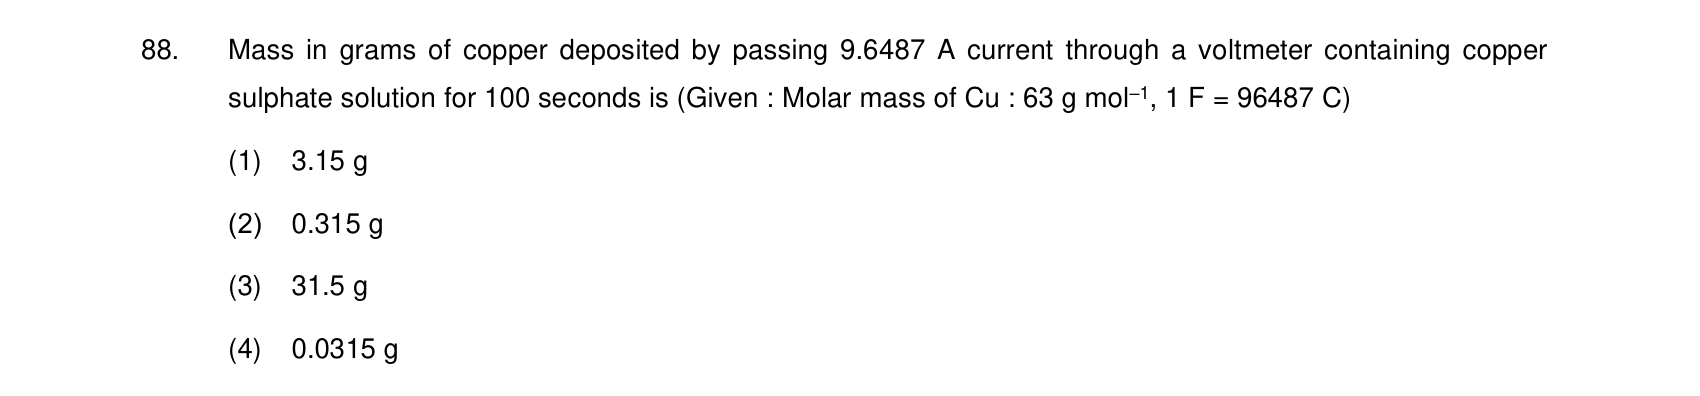 88. Mass in grams of copper deposited by passing 9.6487 A current through a voltmeter containing copper
sulphate solution for 100 seconds is (Given : Molar mass of Cu : 63 g mol⁻¹, 1 F = 96487 C)
(1) 3.15 g
(2) 0.315 g
(3) 31.5 g
(4) 0.0315 g